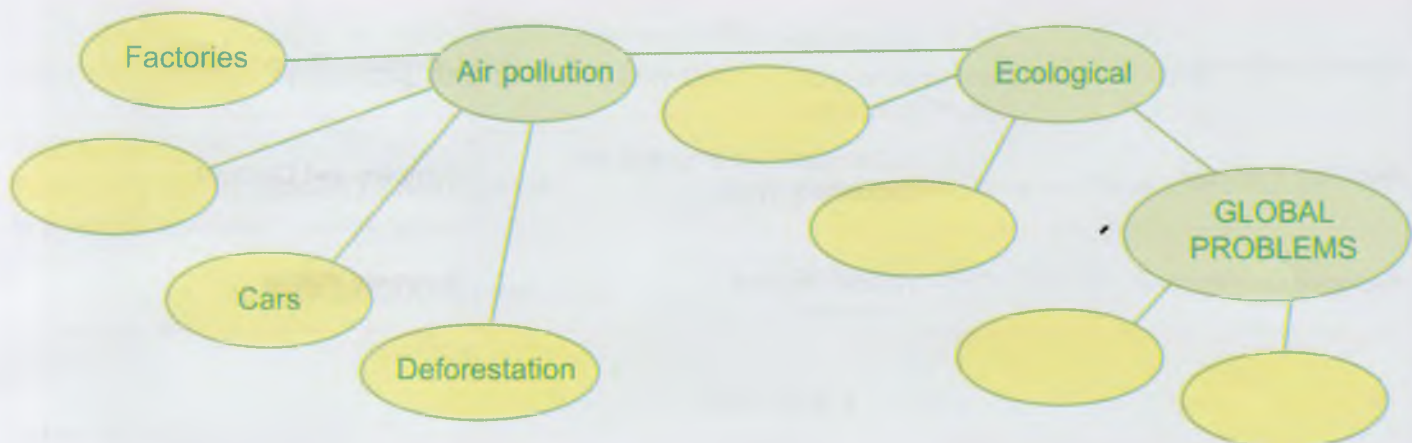 Factories
Air pollution
Ecological
GLOBAL
PROBLEMS
Cars
Deforestation